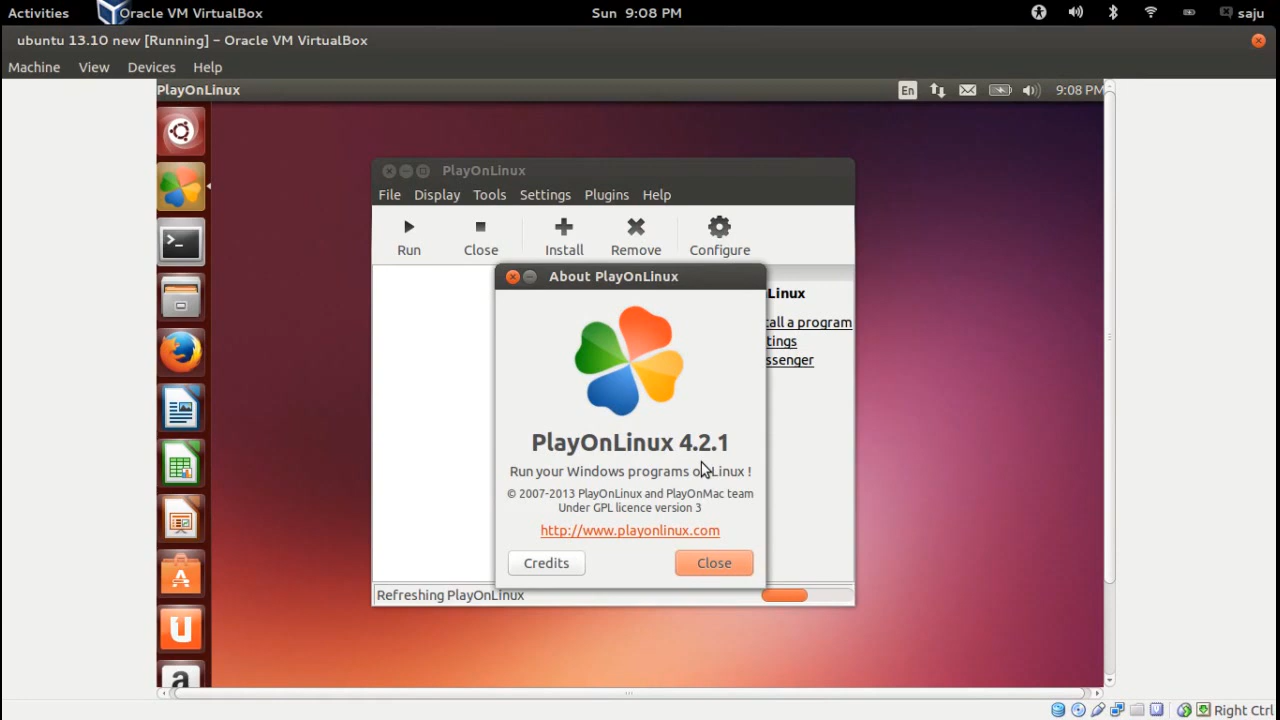 Activities Oracle VM VirtualBox Sun 9:08 PM saju
ubuntu 13.10 new [Running] – Oracle VM VirtualBox
Machine View Devices Help
PlayOnLinux En 9:08 PM
PlayOnLinux
File Display Tools Settings Plugins Help
Run Close Install Remove Configure
About PlayOnLinux
Linux
tall a program
tings
ssenger
PlayOnLinux 4.2.1
Run your Windows programs on Linux !
© 2007-2013 PlayOnLinux and PlayOnMac team
Under GPL licence version 3
http://www.playonlinux.com
Credits Close
Refreshing PlayOnLinux
Right Ctrl